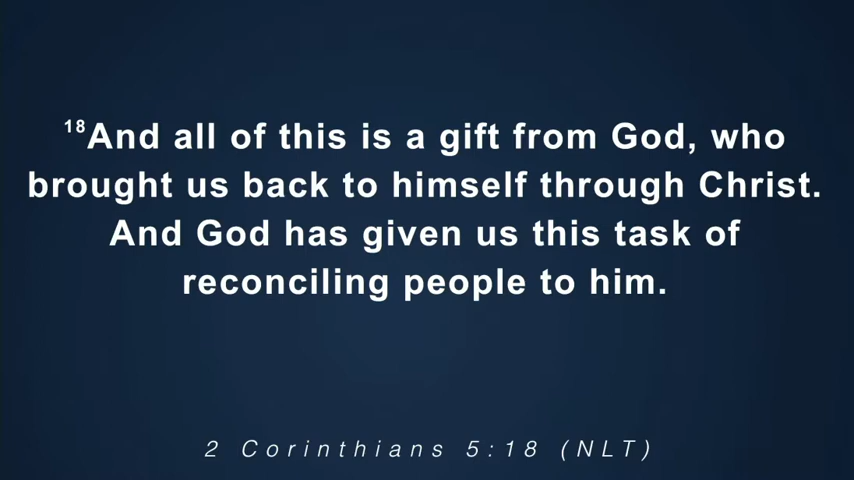 18And all of this is a gift from God, who
brought us back to himself through Christ.
And God has given us this task of
reconciling people to him.
2 Corinthians 5:18 (NLT)